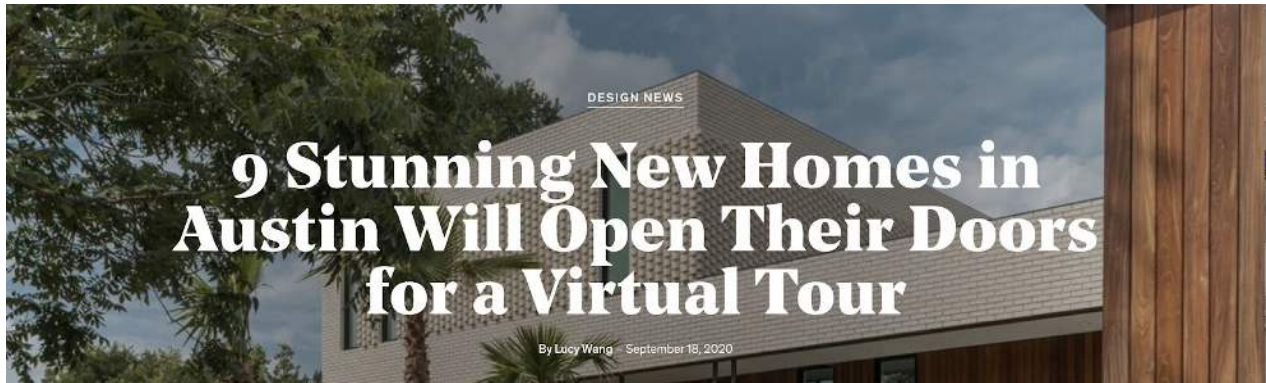 DESIGN NEWS
9 Stunning New Homes in
Austin Will Open Their Doors
for a Virtual Tour
By Lucy Wang – September 18, 2020